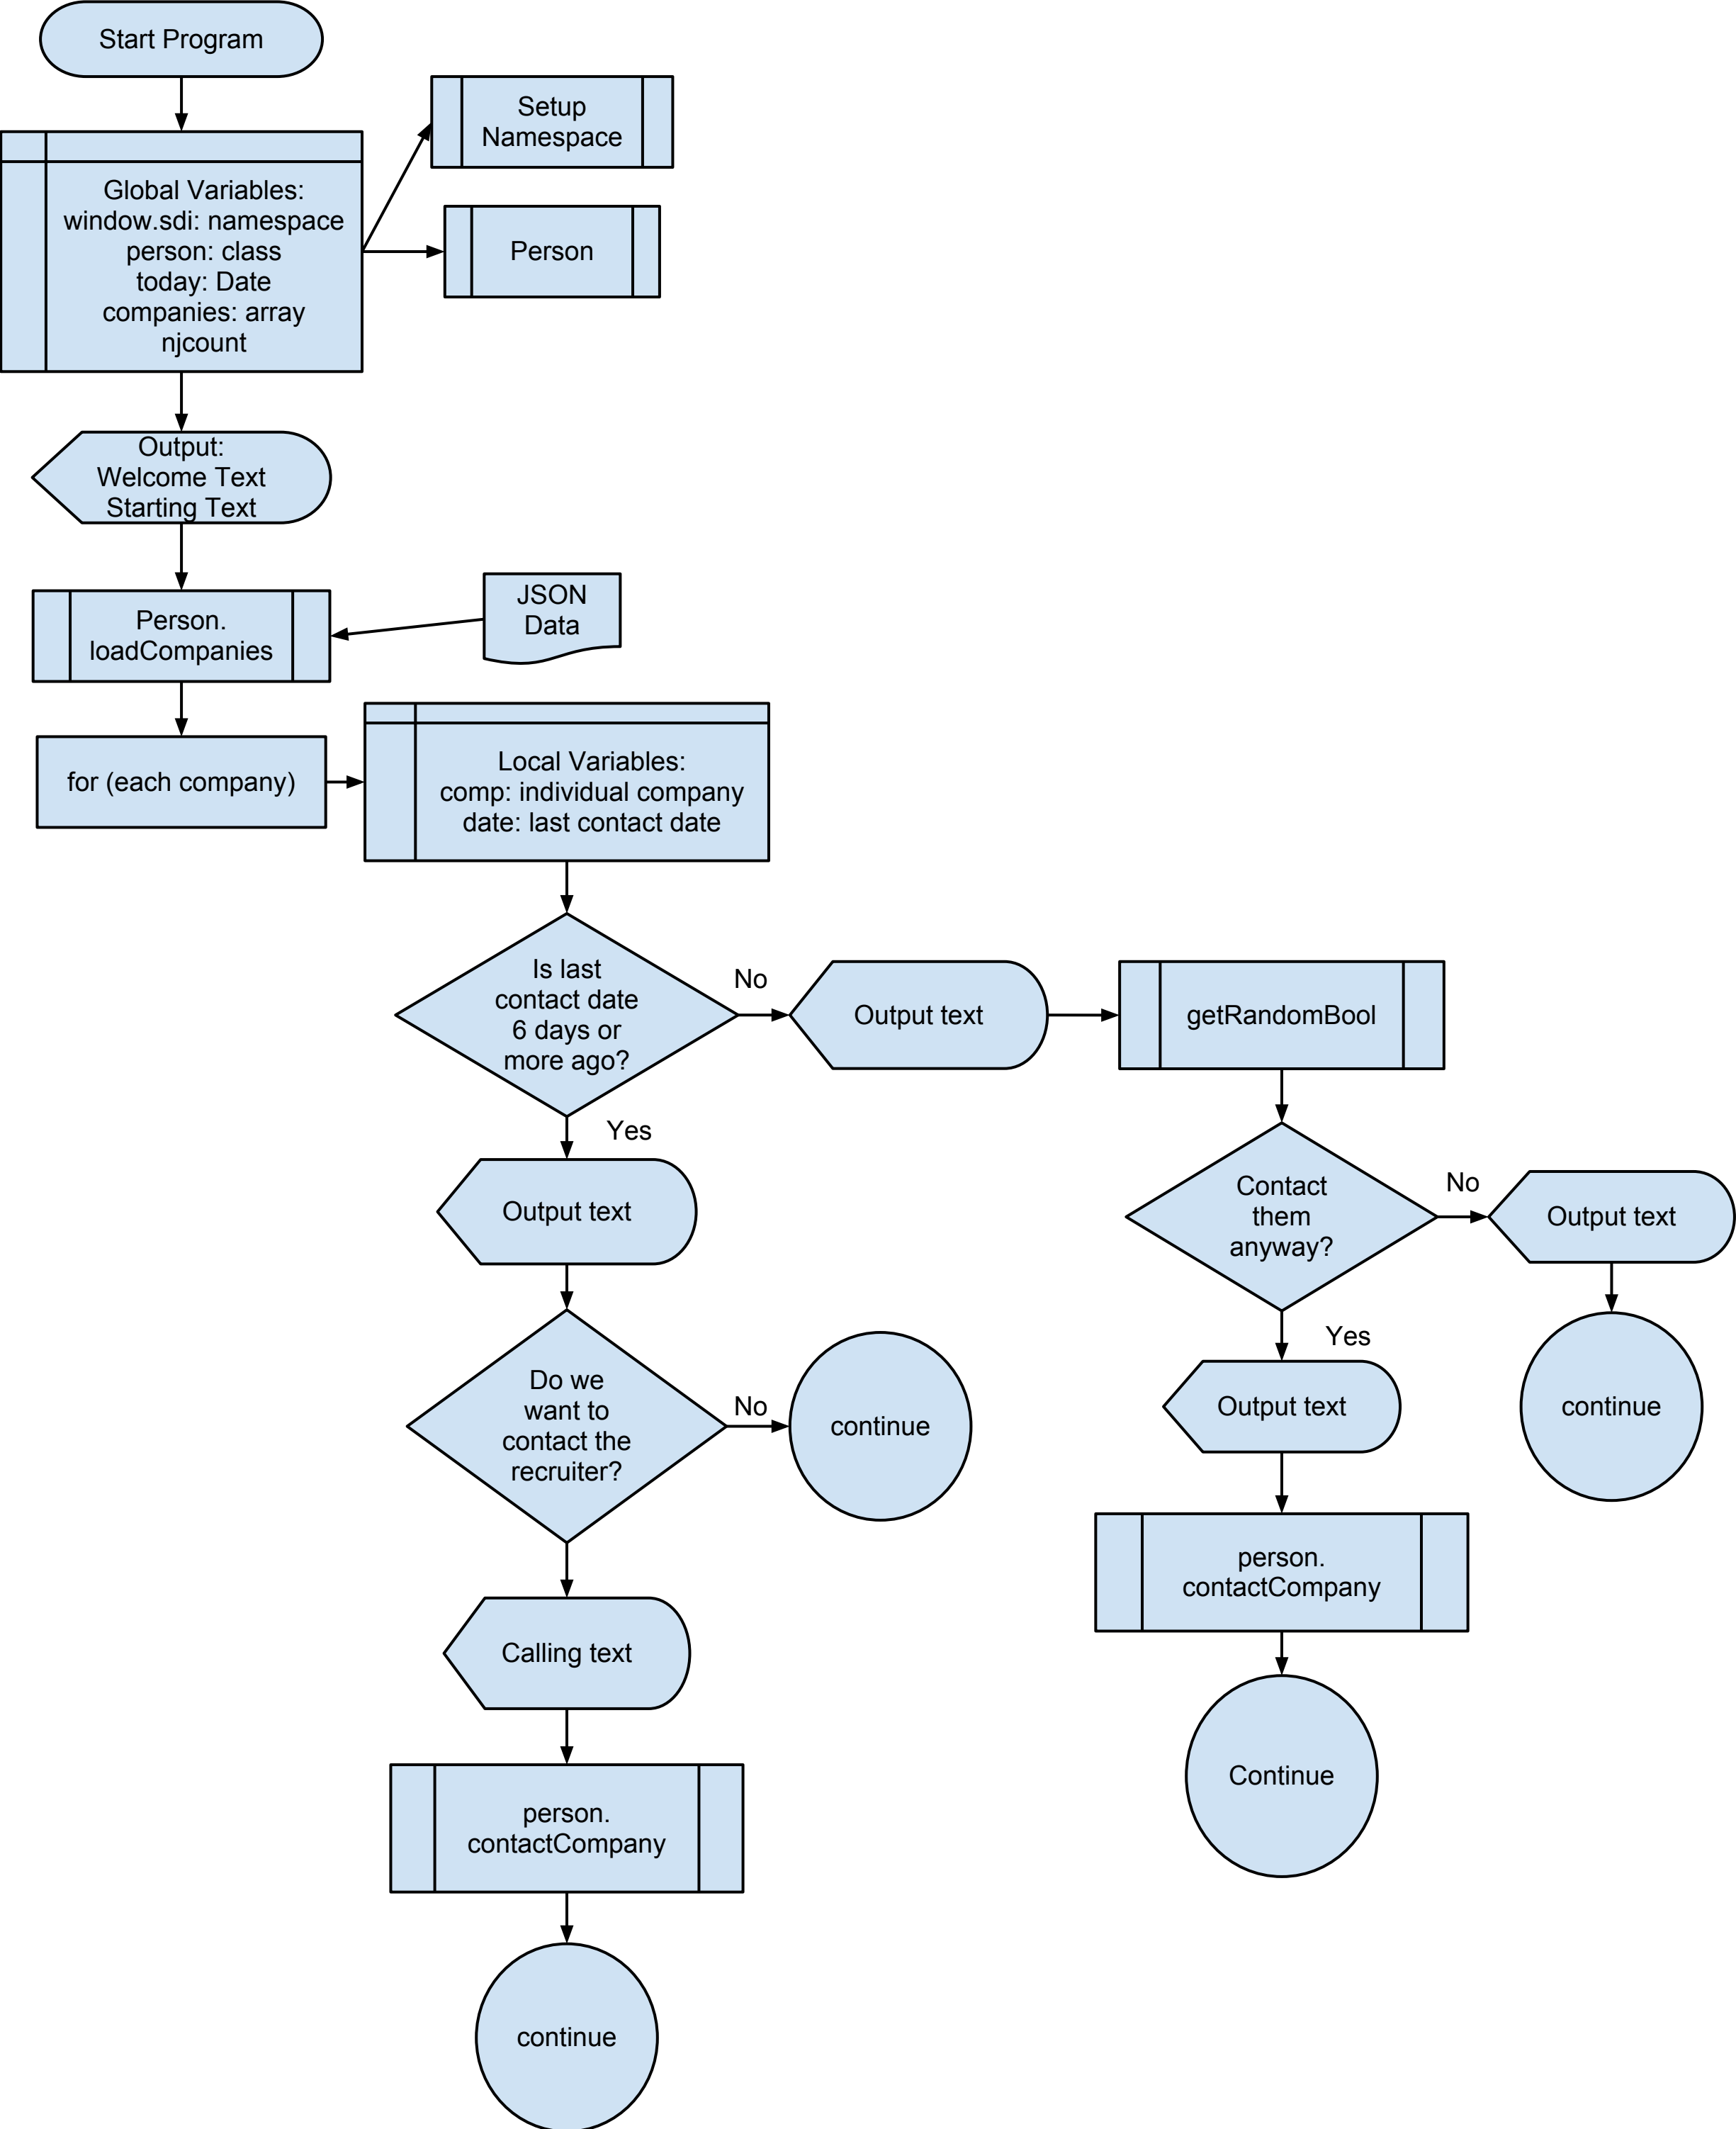 Start Program
Setup
Namespace
Global Variables:
window.sdi: namespace
person: class
today: Date
companies: array
njcount
Person
Output:
Welcome Text
Starting Text
Person.
loadCompanies
JSON
Data
for (each company)
Local Variables:
comp: individual company
date: last contact date
Is last
contact date
6 days or
more ago?
No
Output text
getRandomBool
Yes
Output text
Contact
them
anyway?
No
Output text
continue
Yes
Output text
person.
contactCompany
Continue
Do we
want to
contact the
recruiter?
No
continue
Calling text
person.
contactCompany
continue